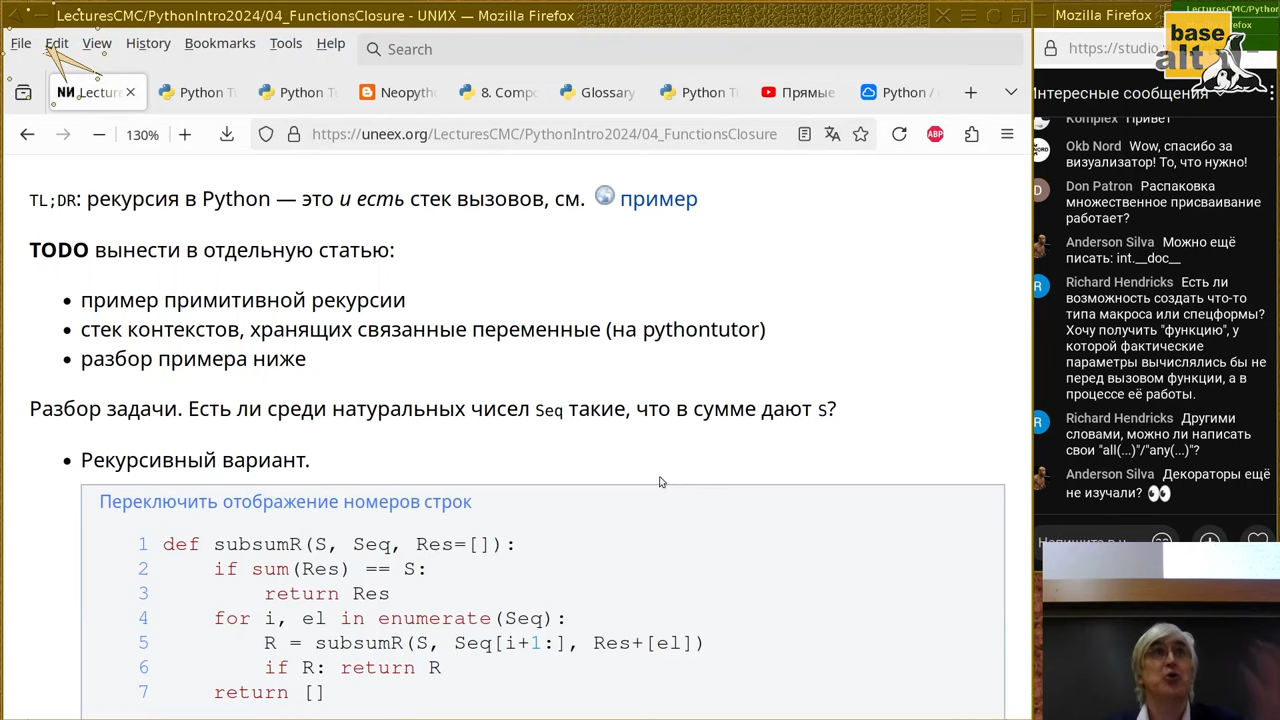 LecturesCMC/PythonIntro2024/04_FunctionsClosure - UNИX — Mozilla Firefox
File Edit View History Bookmarks Tools Help
Search
Python T
Python T
Neopyth
8. Comp
Glossary
Python T
Прямые
Python /
130%
https://uneex.org/LecturesCMC/PythonIntro2024/04_FunctionsClosure
ABP
TL;DR: рекурсия в Python — это и есть стек вызовов, см. пример
TODO вынести в отдельную статью:
• пример примитивной рекурсии
• стек контекстов, хранящих связанные переменные (на pythontutor)
• разбор примера ниже
Разбор задачи. Есть ли среди натуральных чисел Seq такие, что в сумме дают S?
• Рекурсивный вариант.
Переключить отображение номеров строк
1 def subsumR(S, Seq, Res=[]):
2 if sum(Res) == S:
3 return Res
4 for i, el in enumerate(Seq):
5 R = subsumR(S, Seq[i+1:], Res+[el])
6 if R: return R
7 return []
Mozilla Firefox
LecturesCMC/Python
base
alt
https://studio
Интересные сообщения
Komplex Привет
Okb Nord Wow, спасибо за
визуализатор! То, что нужно!
Don Patron Распаковка
множественное присваивание
работает?
Anderson Silva Можно ещё
писать: int.__doc__
Richard Hendricks Есть ли
возможность создать что-то
типа макроса или спецформы?
Хочу получить "функцию", у
которой фактические
параметры вычислялись бы не
перед вызовом функции, а в
процессе её работы.
Richard Hendricks Другими
словами, можно ли написать
свои "all(...)"/"any(...)"?
Anderson Silva Декораторы ещё
не изучали? 👀